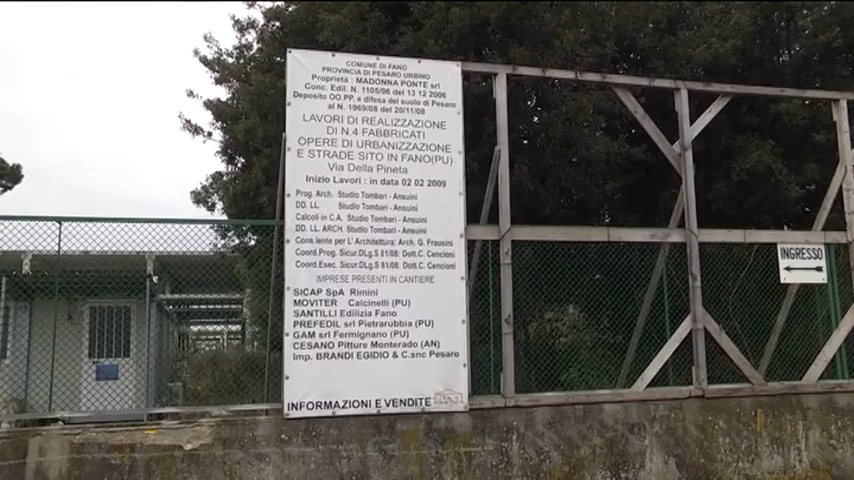 COMUNE DI FANO
PROVINCIA DI PESARO URBINO
Proprietà : MADONNA PONTE srl
Conc. Edil. N. 1105/06 del 13 12 2006
Deposito OO.PP. e difesa del suolo di Pesaro
al N. 1969/08 del 20/11/08
LAVORI DI REALIZZAZIONE
DI N.4 FABBRICATI
OPERE DI URBANIZZAZIONE
E STRADE SITO IN FANO(PU)
Via Della Pineta
Inizio Lavori : in data 02 02 2009
Prog. Arch. Studio Tombari - Ansuini
DD. LL. Studio Tombari - Ansuini
Calcoli in C.A. Studio Tombari - Ansuini
DD. LL. ARCH. Studio Tombari - Ansuini
Cons.lente per L' Architettura: Arch. G. Frausini
Coord.Prog. Sicur.DLg.S 81/08: Dott.C. Cencioni
Coord.Esec. Sicur.DLg.S 81/08: Dott.C. Cencioni
IMPRESE PRESENTI IN CANTIERE
SICAP SpA Rimini
MOVITER Calcinelli (PU)
SANTILLI Edilizia Fano
PREFEDIL srl Pietrarubbia (PU)
GAM srl Fermignano (PU)
CESANO Pitture Monterado (AN)
Imp. BRANDI EGIDIO & C.snc Pesaro
INFORMAZIONI E VENDITE
INGRESSO